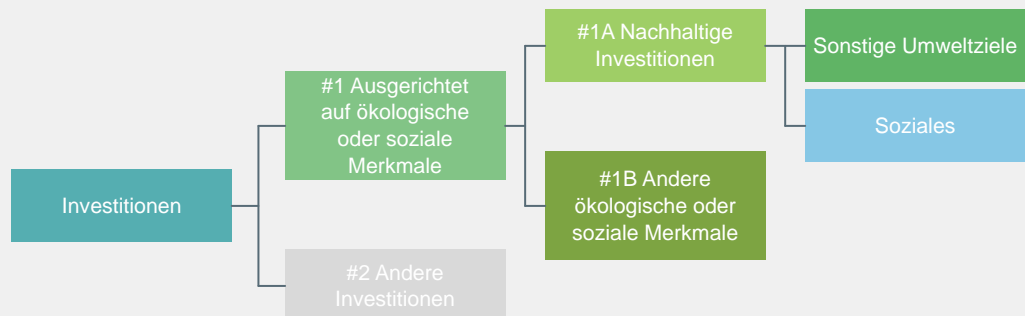 Investitionen
#1 Ausgerichtet
auf ökologische
oder soziale
Merkmale
#2 Andere
Investitionen
#1A Nachhaltige
Investitionen
#1B Andere
ökologische oder
soziale Merkmale
Sonstige Umweltziele
Soziales